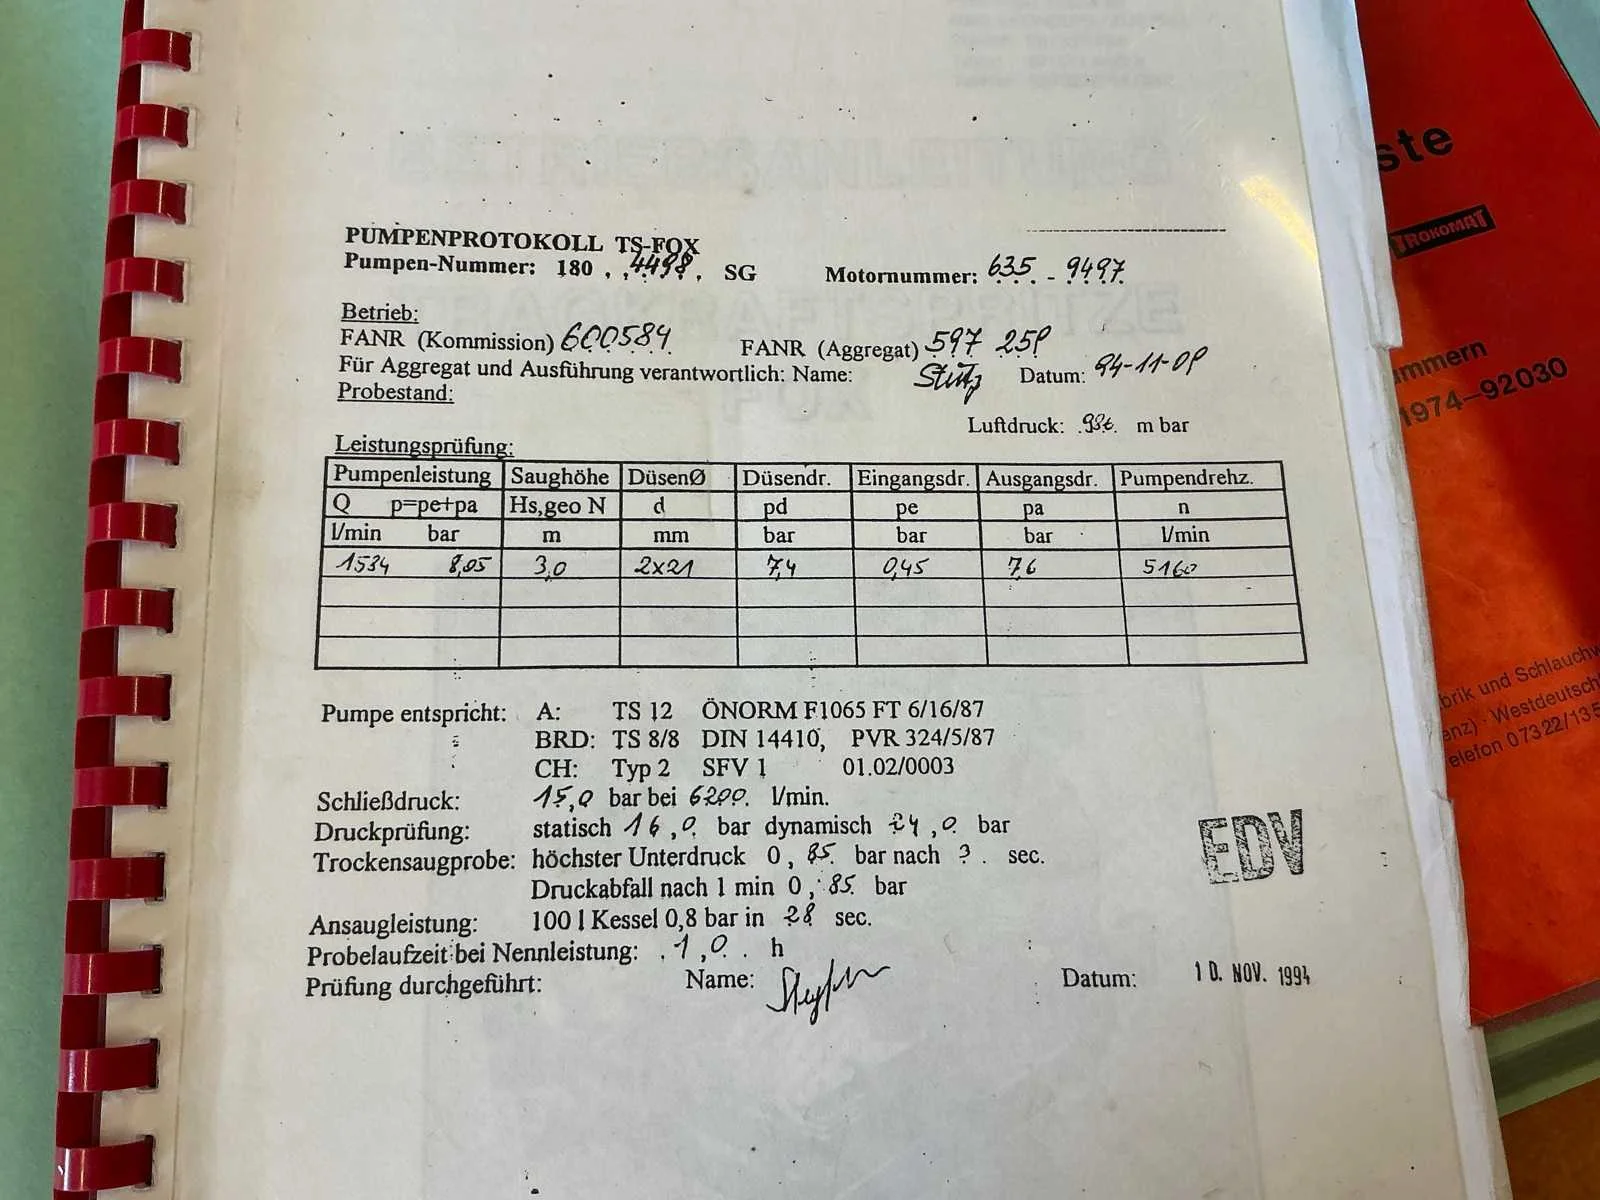 PUMPENPROTOKOLL TS-FOX
Pumpen-Nummer: 180 . . 4498 . SG Motornummer: 635 - 9497
Betrieb:
FANR (Kommission) 600584 FANR (Aggregat) 597 259
Für Aggregat und Ausführung verantwortlich: Name: Stütz Datum: 94-11-09
Probestand:
Luftdruck: m bar
Leistungsprüfung:
Pumpenleistung Saughöhe DüsenØ Düsendr. Eingangsdr. Ausgangsdr. Pumpendrehz.
Q p=pe+pa Hs,geo N d pd pe pa n
l/min bar m mm bar bar bar l/min
1534 8,05 3,0 2x21 7,4 0,45 7,6 5160
Pumpe entspricht: A: TS 12 ÖNORM F1065 FT 6/16/87
BRD: TS 8/8 DIN 14410, PVR 324/5/87
CH: Typ 2 SFV 1 01.02/0003
Schließdruck: 15,0 bar bei 6200. l/min.
Druckprüfung: statisch 16,0. bar dynamisch 24,0. bar
Trockensaugprobe: höchster Unterdruck 0, 85. bar nach ? . sec.
Druckabfall nach 1 min 0, 85. bar
Ansaugleistung: 100 l Kessel 0,8 bar in 28 sec.
Probelaufzeit bei Nennleistung: . 1,0 . . h
Prüfung durchgeführt: Name: Datum: 10. NOV. 1994
EDV
ste
TROKOMAT
mmern
1974–92030
brik und Schlauchw
enz) · Westdeutsch
elefon 07322/135